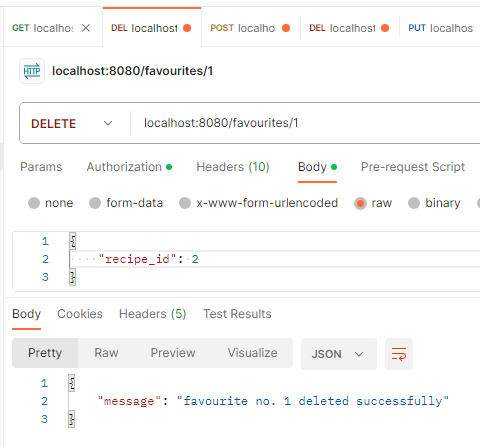 GET localhos DEL localhost POST localho DEL localhos PUT localhost
HTTP localhost:8080/favourites/1
DELETE localhost:8080/favourites/1
Params Authorization Headers (10) Body Pre-request Script
none form-data x-www-form-urlencoded raw binary
1 {
2 "recipe_id": 2
3 }
Body Cookies Headers (5) Test Results
Pretty Raw Preview Visualize JSON
1 {
2 "message": "favourite no. 1 deleted successfully"
3 }